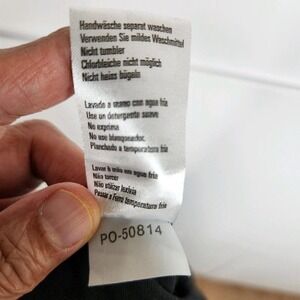 Handwäsche separat waschen
Verwenden Sie mildes Waschmittel
Nicht tumbler
Chlorbleiche nicht möglich
Nicht heiss bügeln
Lavado a mano con agua fria
Use un detergente suave
No exprima
No use blanqueador.
Planchado a temperatura fria
Lavar à mão em agua fria
Não torcer
Não utilizar lexívia
Passar a Ferro temperatura fria
PO-50814